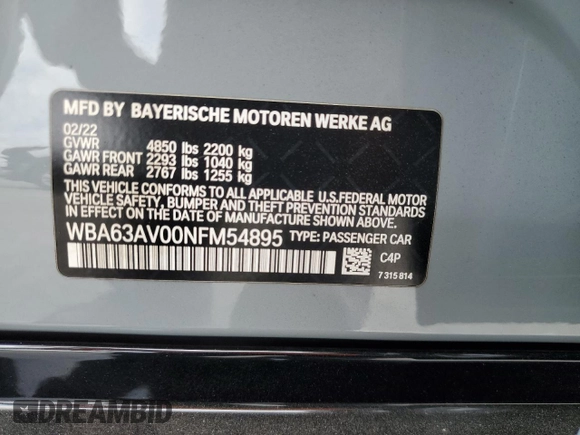 MFD BY BAYERISCHE MOTOREN WERKE AG
02/22
GVWR 4850 lbs 2200 kg
GAWR FRONT 2293 lbs 1040 kg
GAWR REAR 2767 lbs 1255 kg
THIS VEHICLE CONFORMS TO ALL APPLICABLE U.S.FEDERAL MOTOR
VEHICLE SAFETY, BUMPER AND THEFT PREVENTION STANDARDS
IN EFFECT ON THE DATE OF MANUFACTURE SHOWN ABOVE.
WBA63AV00NFM54895 TYPE: PASSENGER CAR
C4P
7 315 814
DREAMBID